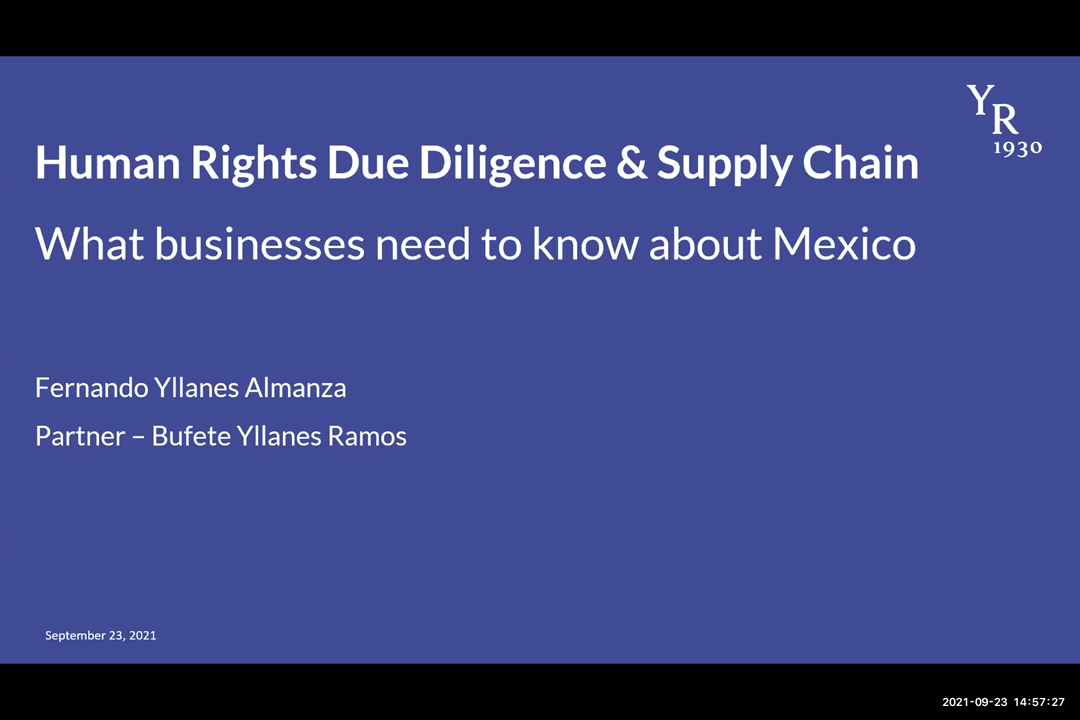 Y
R
1930
Human Rights Due Diligence & Supply Chain
What businesses need to know about Mexico
Fernando Yllanes Almanza
Partner – Bufete Yllanes Ramos
September 23, 2021
2021-09-23 14:57:27